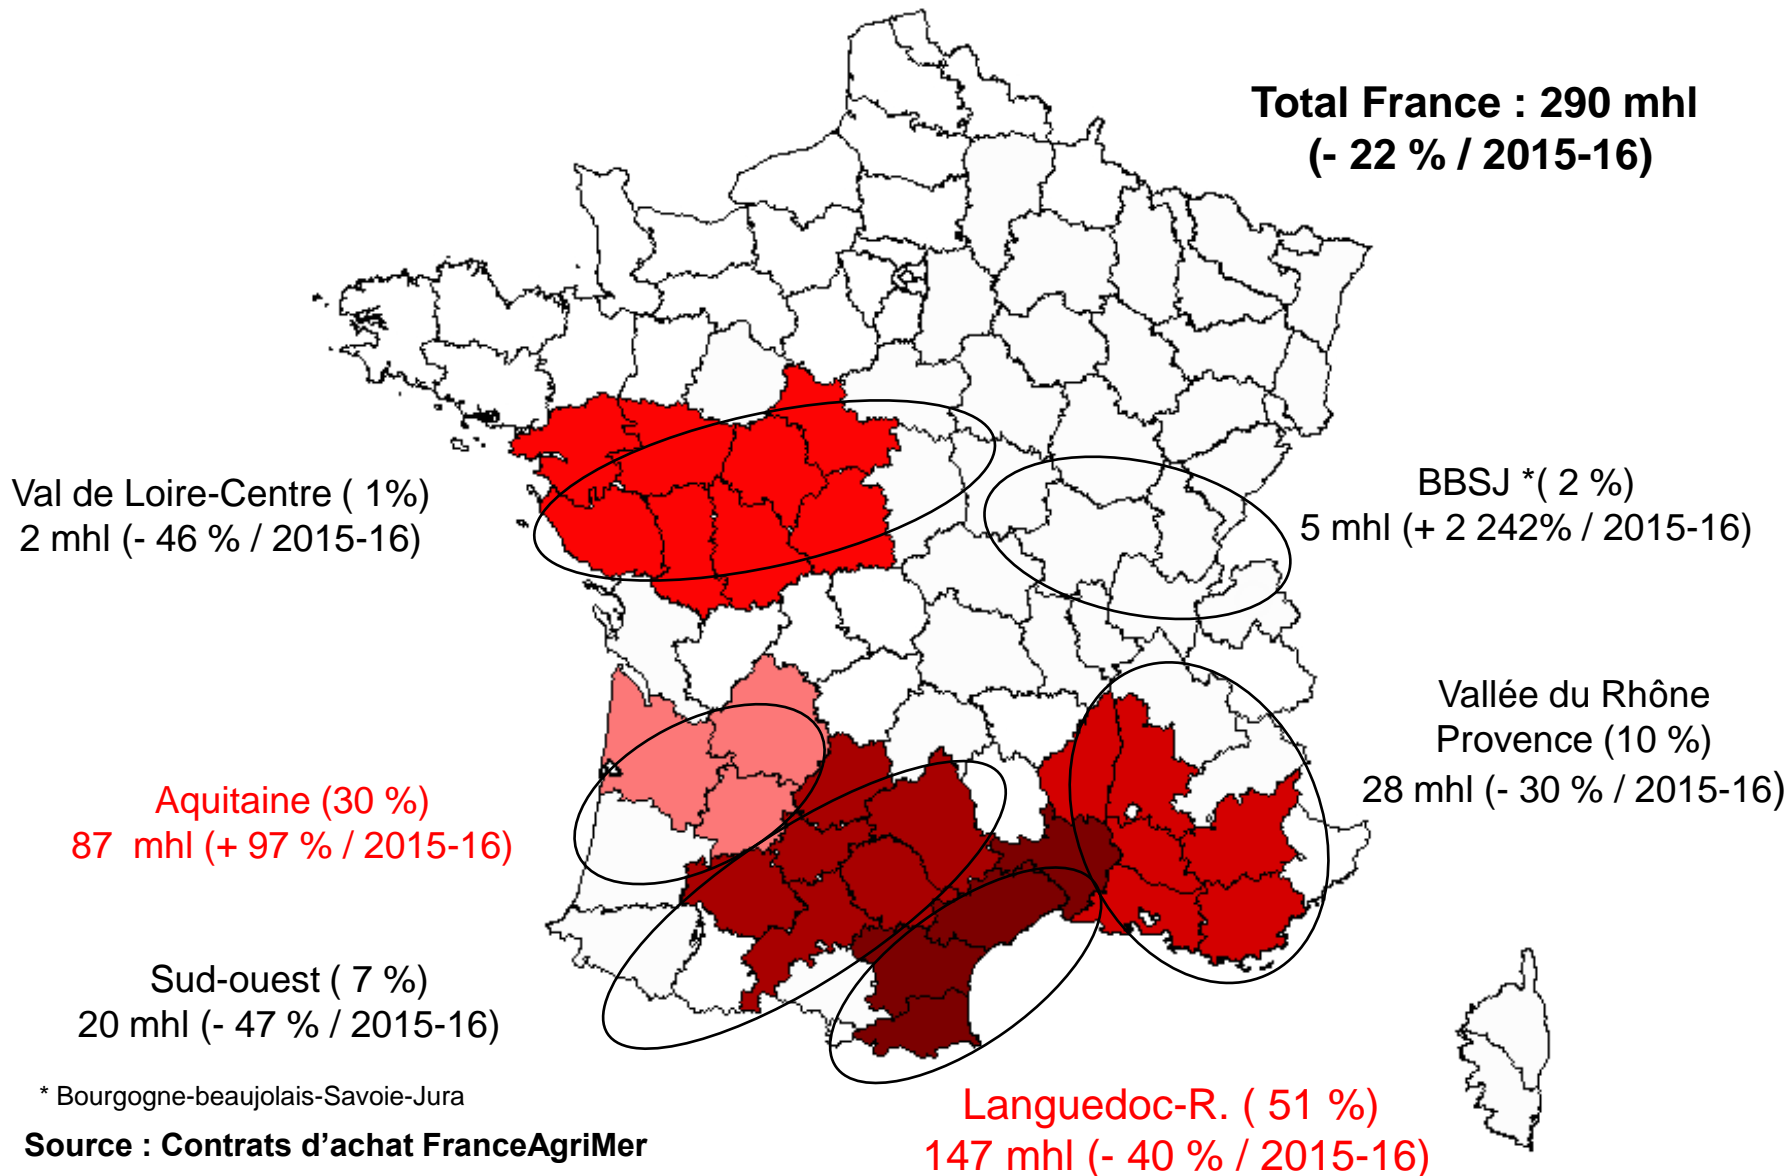 Total France : 290 mhl
(- 22 % / 2015-16)
Val de Loire-Centre ( 1%)
2 mhl (- 46 % / 2015-16)
BBSJ *( 2 %)
5 mhl (+ 2 242% / 2015-16)
Vallée du Rhône
Provence (10 %)
28 mhl (- 30 % / 2015-16)
Aquitaine (30 %)
87 mhl (+ 97 % / 2015-16)
Sud-ouest ( 7 %)
20 mhl (- 47 % / 2015-16)
* Bourgogne-beaujolais-Savoie-Jura
Languedoc-R. ( 51 %)
147 mhl (- 40 % / 2015-16)
Source : Contrats d’achat FranceAgriMer